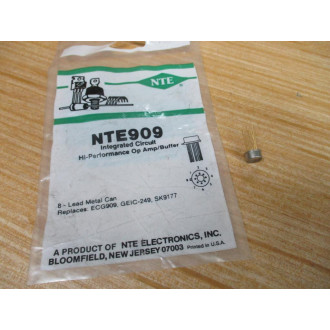 NTE
NTE909
Integrated Circuit
Hi-Performance Op Amp/Buffer
8-Lead Metal Can
Replaces: ECG909, GEIC-249, SK9177
A PRODUCT OF NTE ELECTRONICS, INC.
BLOOMFIELD, NEW JERSEY 07003 Printed in U.S.A.